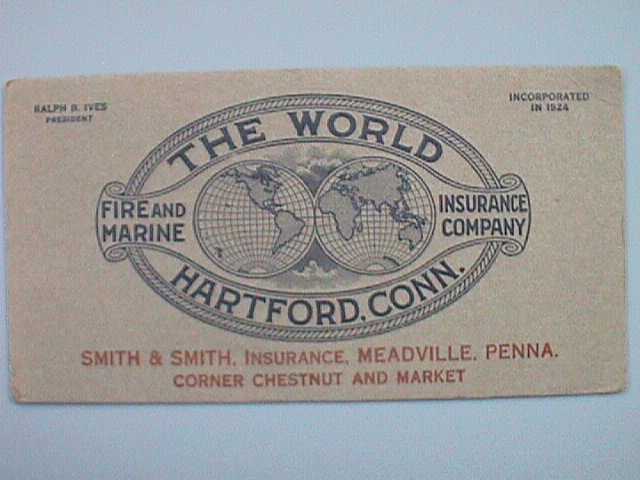 RALPH B. IVES
PRESIDENT
INCORPORATED
IN 1924
THE WORLD
FIRE AND
MARINE
INSURANCE
COMPANY
HARTFORD, CONN.
SMITH & SMITH, INSURANCE, MEADVILLE, PENNA.
CORNER CHESTNUT AND MARKET